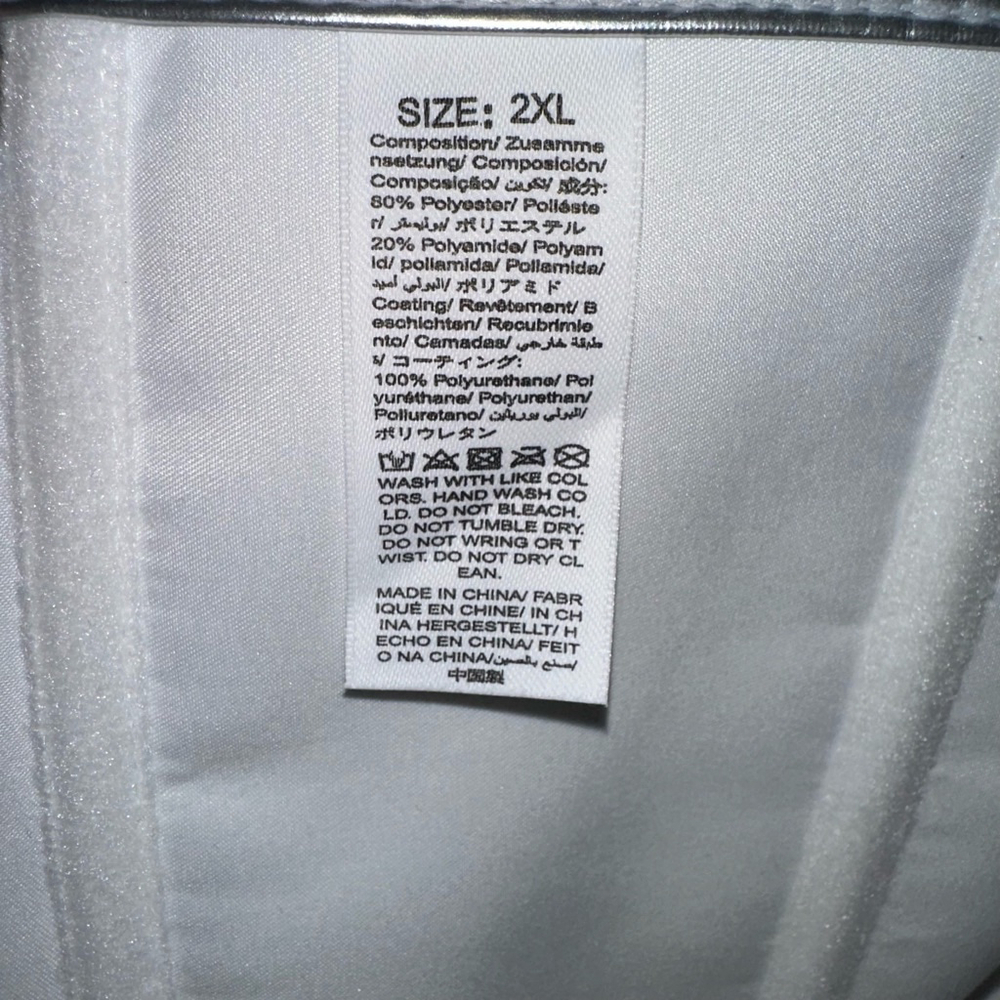 SIZE: 2XL
Composition/ Zusamme
nsetzung/ Composición/
Composição/ التكوين/ 成分:
80% Polyester/ Poliéste
r/ بوليستر/ ポリエステル
20% Polyamide/ Polyam
id/ poliamida/ Poliamida/
البولي أميد/ ポリアミド
Coating/ Revêtement/ B
eschichten/ Recubrimie
nto/ Camadas/ طبقة خارجي
s/ コーティング:
100% Polyurethane/ Pol
yuréthane/ Polyurethan/
Poliuretano/ البولي يوريثان/
ポリウレタン
WASH WITH LIKE COL
ORS. HAND WASH CO
LD. DO NOT BLEACH.
DO NOT TUMBLE DRY.
DO NOT WRING OR T
WIST. DO NOT DRY CL
EAN.
MADE IN CHINA/ FABR
IQUÉ EN CHINE/ IN CH
INA HERGESTELLT/ H
ECHO EN CHINA/ FEIT
O NA CHINA/صنع بالصين/
中国製